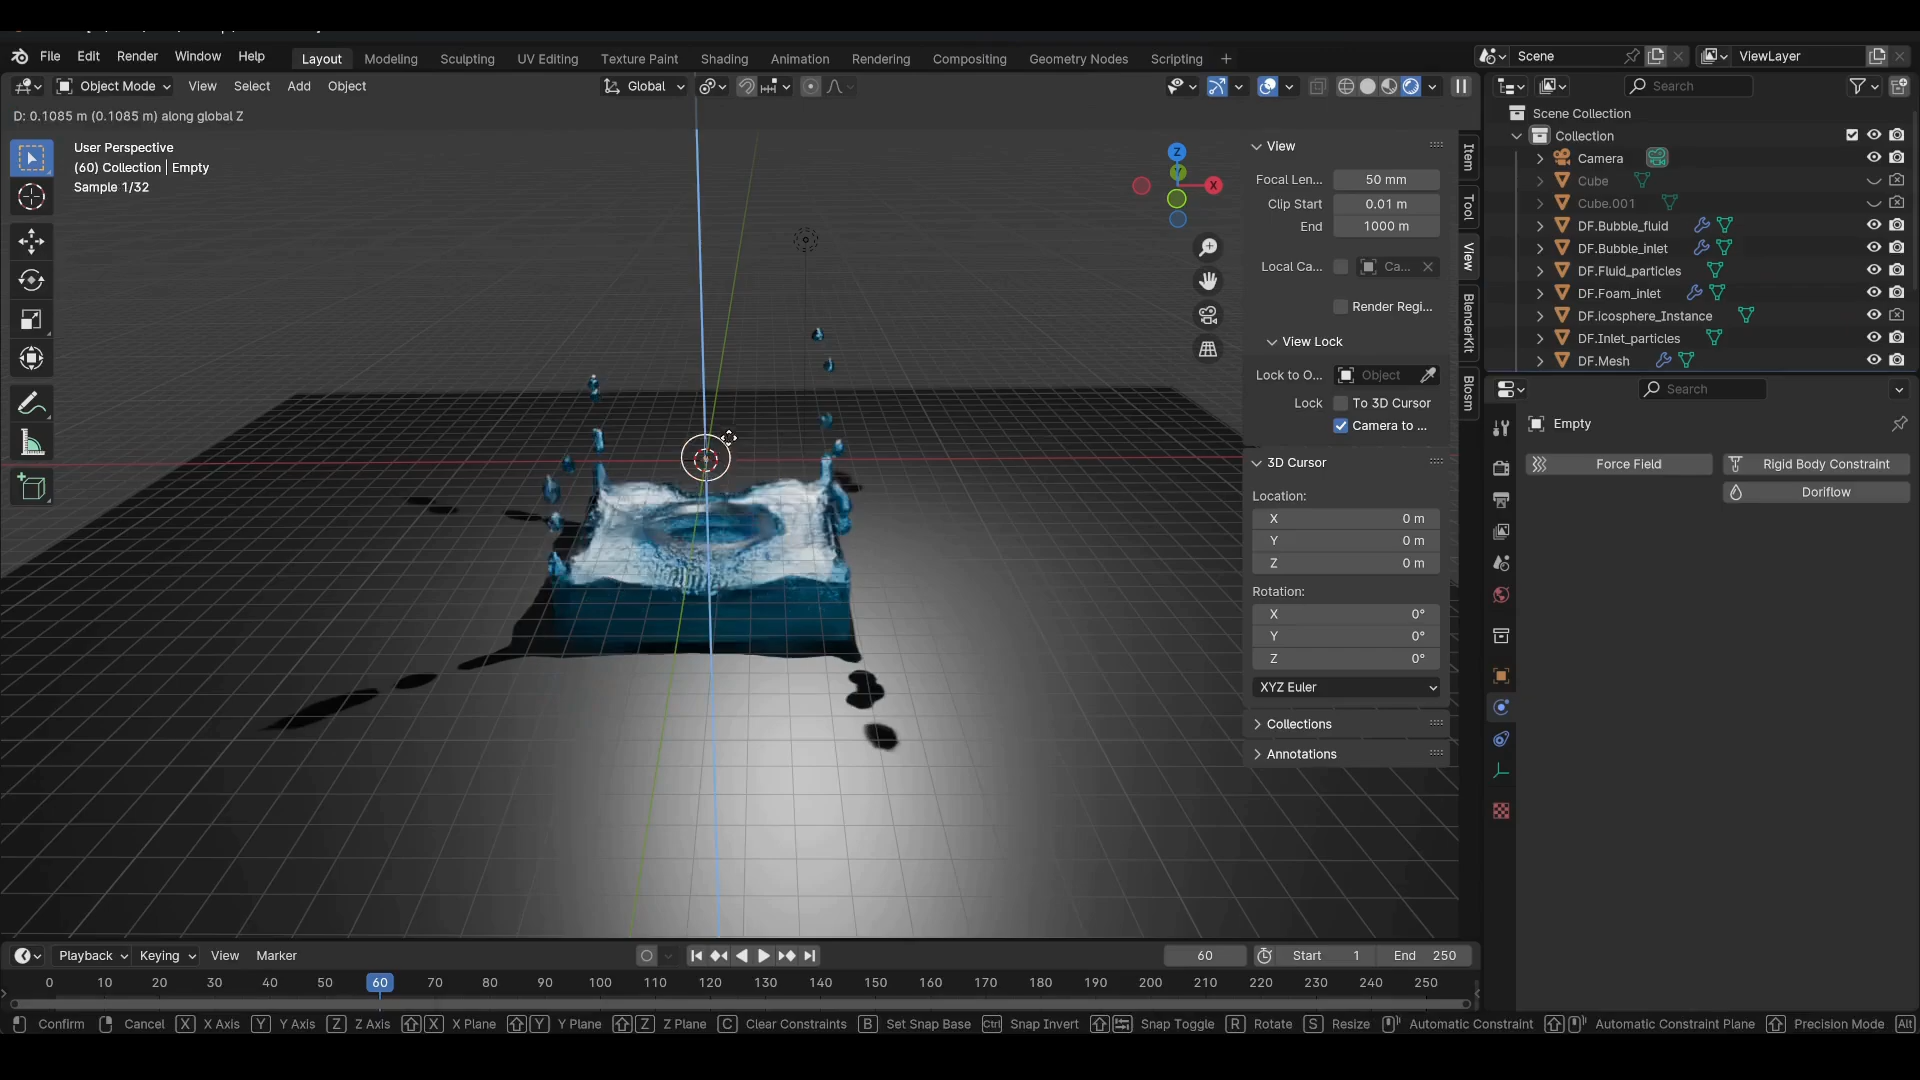 File Edit Render Window Help Layout Modeling Sculpting UV Editing Texture Paint Shading Animation Rendering Compositing Geometry Nodes Scripting + Scene ViewLayer
Object Mode View Select Add Object Global Search
D: 0.1085 m (0.1085 m) along global Z
User Perspective
(60) Collection | Empty
Sample 1/32
Z
X
View
Focal Len... 50 mm
Clip Start 0.01 m
End 1000 m
Local Ca... Ca...
Render Regi...
View Lock
Lock to O... Object
Lock To 3D Cursor
Camera to ...
3D Cursor
Location:
X 0 m
Y 0 m
Z 0 m
Rotation:
X 0°
Y 0°
Z 0°
XYZ Euler
Collections
Annotations
Item
Tool
View
BlenderKit
Blosm
Scene Collection
Collection
Camera
Cube
Cube.001
DF.Bubble_fluid
DF.Bubble_inlet
DF.Fluid_particles
DF.Foam_inlet
DF.icosphere_Instance
DF.Inlet_particles
DF.Mesh
Search
Empty
Force Field Rigid Body Constraint
Doriflow
Playback Keying View Marker 60 Start 1 End 250
0 10 20 30 40 50 60 70 80 90 100 110 120 130 140 150 160 170 180 190 200 210 220 230 240 250
Confirm Cancel X X Axis Y Y Axis Z Z Axis X X Plane Y Y Plane Z Z Plane C Clear Constraints B Set Snap Base Ctrl Snap Invert Snap Toggle R Rotate S Resize Automatic Constraint Automatic Constraint Plane Precision Mode Alt